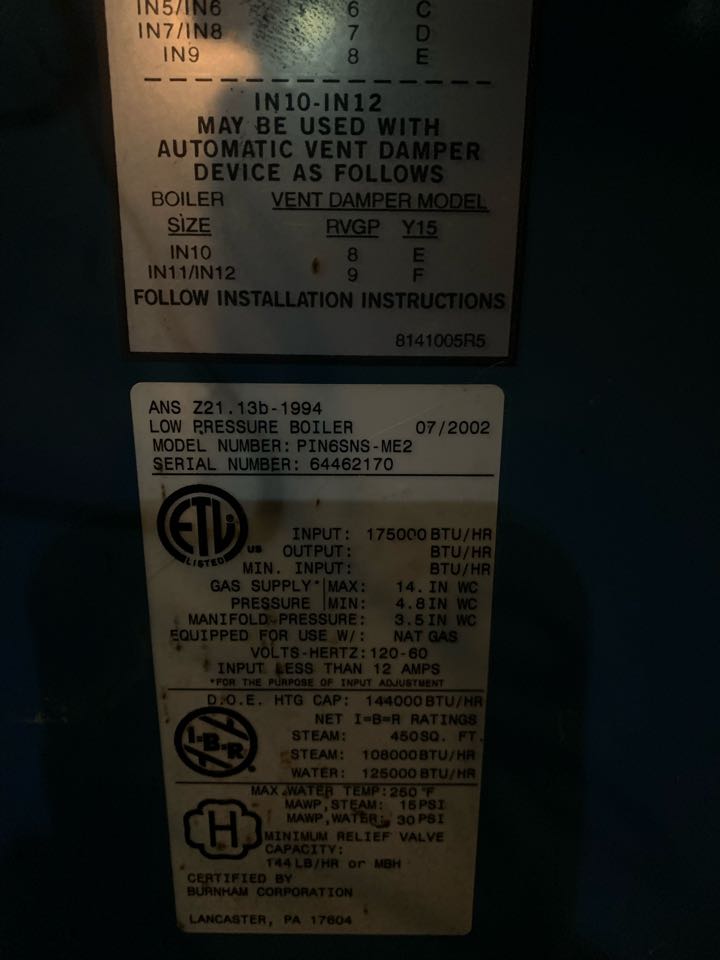 IN5/IN6 6 C
IN7/IN8 7 D
IN9 8 E
IN10-IN12
MAY BE USED WITH
AUTOMATIC VENT DAMPER
DEVICE AS FOLLOWS
BOILER VENT DAMPER MODEL
SIZE RVGP Y15
IN10 8 E
IN11/IN12 9 F
FOLLOW INSTALLATION INSTRUCTIONS
8141005R5
ANS Z21.13b-1994
LOW PRESSURE BOILER 07/2002
MODEL NUMBER: PIN6SNS-ME2
SERIAL NUMBER: 64462170
ETL
LISTED
US
INPUT: 175000 BTU/HR
OUTPUT: BTU/HR
MIN. INPUT: BTU/HR
GAS SUPPLY* MAX: 14. IN WC
PRESSURE MIN: 4.8 IN WC
MANIFOLD PRESSURE: 3.5 IN WC
EQUIPPED FOR USE W/: NAT GAS
VOLTS-HERTZ: 120-60
INPUT LESS THAN 12 AMPS
*FOR THE PURPOSE OF INPUT ADJUSTMENT
D.O.E. HTG CAP: 144000 BTU/HR
NET I=B=R RATINGS
I=B=R
STEAM: 450 SQ. FT.
STEAM: 108000 BTU/HR
WATER: 125000 BTU/HR
MAX WATER TEMP: 250 °F
MAWP, STEAM: 15 PSI
MAWP, WATER: 30 PSI
H
MINIMUM RELIEF VALVE
CAPACITY:
144 LB/HR or MBH
CERTIFIED BY
BURNHAM CORPORATION
LANCASTER, PA 17604